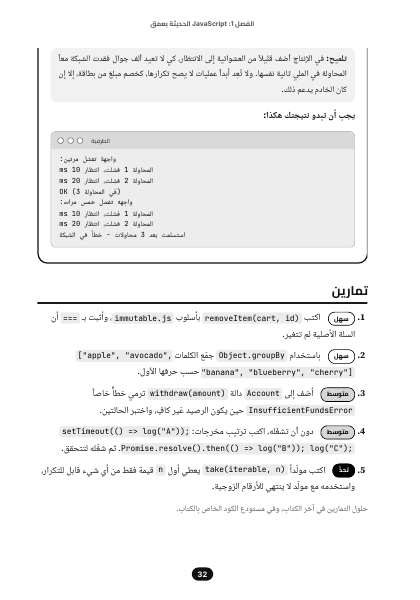 الفصل 1: JavaScript الحديثة بعمق
تلميح: في الإنتاج أضف قليلاً من العشوائية إلى الانتظار، كي لا تعيد ألف جوال فقدت الشبكة معاً
المحاولة في الملي ثانية نفسها. ولا تُعِد أبداً عمليات لا يصح تكرارها، كخصم مبلغ من بطاقة، إلا إن
كان الخادم يدعم ذلك.
يجب أن تبدو نتيجتك هكذا:
الطرفية
واجهة تفشل مرتين:
المحاولة 1 فشلت، انتظار 10 ms
المحاولة 2 فشلت، انتظار 20 ms
OK (في المحاولة 3)
واجهة تفشل خمس مرات:
المحاولة 1 فشلت، انتظار 10 ms
المحاولة 2 فشلت، انتظار 20 ms
استسلمت بعد 3 محاولات - خطأ في الشبكة
تمارين
1. سهل اكتب removeItem(cart, id) بأسلوب immutable.js، وأثبت بـ === أن
السلة الأصلية لم تتغير.
2. سهل باستخدام Object.groupBy جمّع الكلمات ["apple", "avocado",
"banana", "blueberry", "cherry"] حسب حرفها الأول.
3. متوسط أضف إلى Account دالة withdraw(amount) ترمي خطأً خاصاً
InsufficientFundsError حين يكون الرصيد غير كافٍ، واختبر الحالتين.
4. متوسط دون أن تشغّله، اكتب ترتيب مخرجات: setTimeout(() => log("A"));
Promise.resolve().then(() => log("B")); log("C");. ثم شغّله لتتحقق.
5. تحدٍّ اكتب مولّداً take(iterable, n) يعطي أول n قيمة فقط من أي شيء قابل للتكرار،
واستخدمه مع مولّد لا ينتهي للأرقام الزوجية.
حلول التمارين في آخر الكتاب، وفي مستودع الكود الخاص بالكتاب.
32